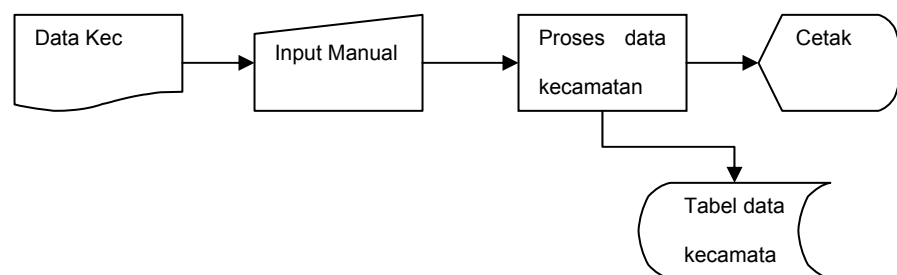 Data Kec
Input Manual
Proses data
kecamatan
Cetak
Tabel data
kecamata